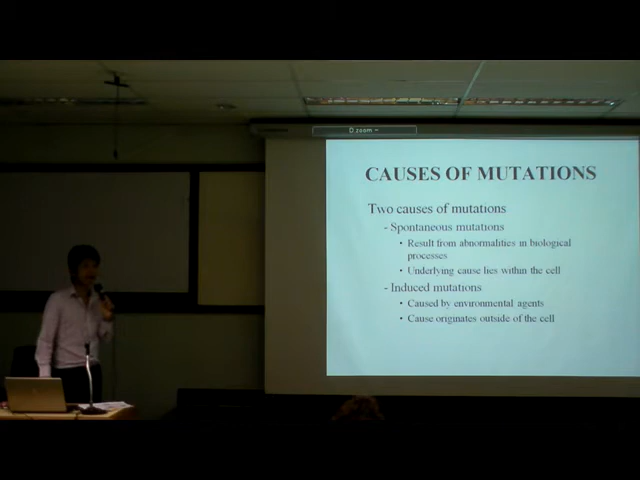 D_zoom
CAUSES OF MUTATIONS
Two causes of mutations
- Spontaneous mutations
• Result from abnormalities in biological
processes
• Underlying cause lies within the cell
- Induced mutations
• Caused by environmental agents
• Cause originates outside of the cell